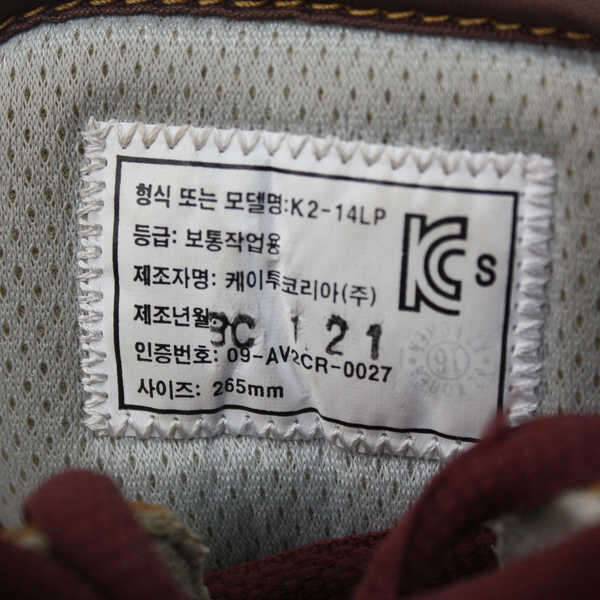 형식 또는 모델명:K2-14LP
등급: 보통작업용
제조자명: 케이투코리아(주)
제조년월: 121
인증번호: 09-AV2CR-0027
사이즈: 265mm
KCs